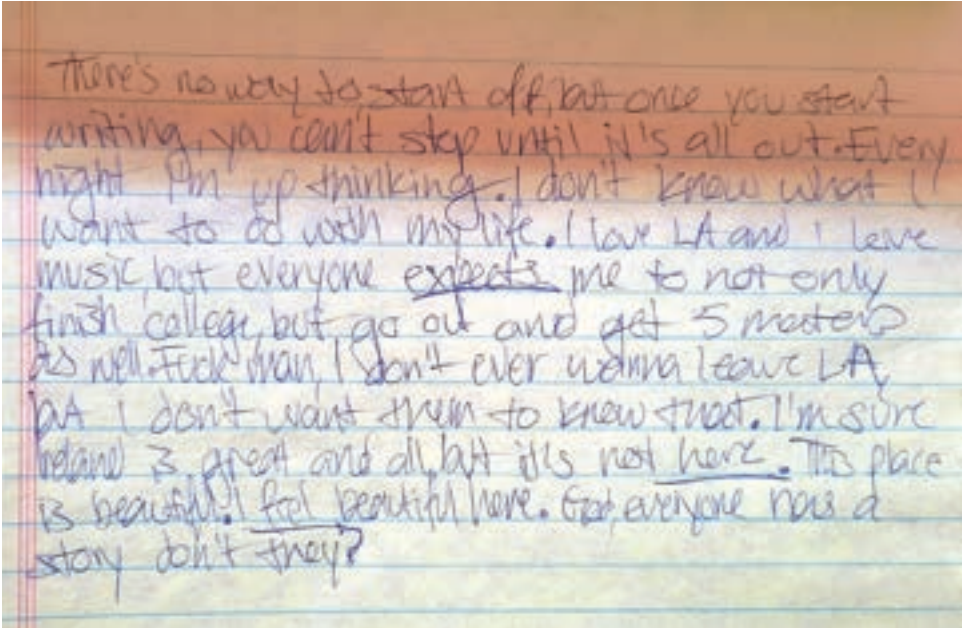 There's no way to start off, but once you start
writing, you can't stop until it's all out. Every
night I'm up thinking. I don't know what I
want to do with my life. I love LA and I love
music, but everyone expects me to not only
finish college, but go out and get 5 masters
as well. Fuck man, I don't ever wanna leave LA,
but I don't want them to know that. I'm sure
Ireland is great and all, but it's not here. This place
is beautiful. I feel beautiful here. God, everyone has a
story don't they?